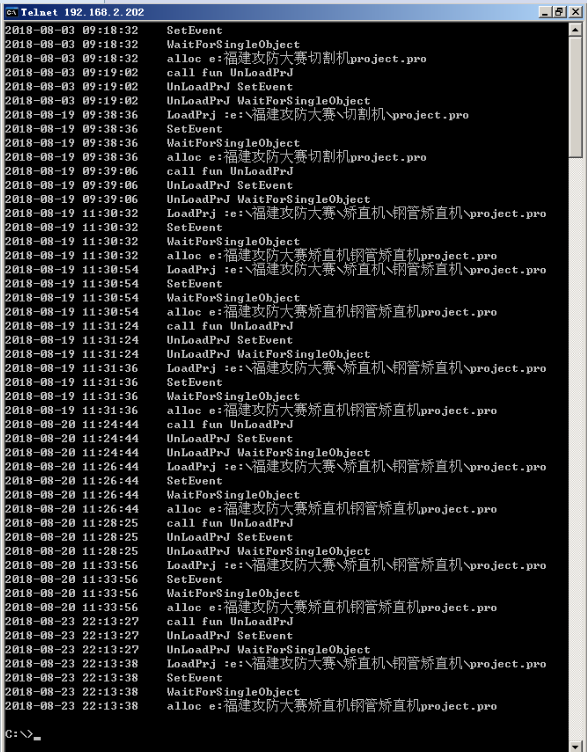 Telnet 192.168.2.202
2018-08-03 09:18:32 SetEvent
2018-08-03 09:18:32 WaitForSingleObject
2018-08-03 09:18:32 alloc e:福建攻防大赛切割机project.pro
2018-08-03 09:19:02 call fun UnLoadPrJ
2018-08-03 09:19:02 UnLoadPrJ SetEvent
2018-08-03 09:19:02 UnLoadPrJ WaitForSingleObject
2018-08-19 09:38:36 LoadPrj :e:\福建攻防大赛\切割机\project.pro
2018-08-19 09:38:36 SetEvent
2018-08-19 09:38:36 WaitForSingleObject
2018-08-19 09:38:36 alloc e:福建攻防大赛切割机project.pro
2018-08-19 09:39:06 call fun UnLoadPrJ
2018-08-19 09:39:06 UnLoadPrJ SetEvent
2018-08-19 09:39:06 UnLoadPrJ WaitForSingleObject
2018-08-19 11:30:32 LoadPrj :e:\福建攻防大赛\矫直机\钢管矫直机\project.pro
2018-08-19 11:30:32 SetEvent
2018-08-19 11:30:32 WaitForSingleObject
2018-08-19 11:30:32 alloc e:福建攻防大赛矫直机钢管矫直机project.pro
2018-08-19 11:30:54 LoadPrj :e:\福建攻防大赛\矫直机\钢管矫直机\project.pro
2018-08-19 11:30:54 SetEvent
2018-08-19 11:30:54 WaitForSingleObject
2018-08-19 11:30:54 alloc e:福建攻防大赛矫直机钢管矫直机project.pro
2018-08-19 11:31:24 call fun UnLoadPrJ
2018-08-19 11:31:24 UnLoadPrJ SetEvent
2018-08-19 11:31:24 UnLoadPrJ WaitForSingleObject
2018-08-19 11:31:36 LoadPrj :e:\福建攻防大赛\矫直机\钢管矫直机\project.pro
2018-08-19 11:31:36 SetEvent
2018-08-19 11:31:36 WaitForSingleObject
2018-08-19 11:31:36 alloc e:福建攻防大赛矫直机钢管矫直机project.pro
2018-08-20 11:24:44 call fun UnLoadPrJ
2018-08-20 11:24:44 UnLoadPrJ SetEvent
2018-08-20 11:24:44 UnLoadPrJ WaitForSingleObject
2018-08-20 11:26:44 LoadPrj :e:\福建攻防大赛\矫直机\钢管矫直机\project.pro
2018-08-20 11:26:44 SetEvent
2018-08-20 11:26:44 WaitForSingleObject
2018-08-20 11:26:44 alloc e:福建攻防大赛矫直机钢管矫直机project.pro
2018-08-20 11:28:25 call fun UnLoadPrJ
2018-08-20 11:28:25 UnLoadPrJ SetEvent
2018-08-20 11:28:25 UnLoadPrJ WaitForSingleObject
2018-08-20 11:33:56 LoadPrj :e:\福建攻防大赛\矫直机\钢管矫直机\project.pro
2018-08-20 11:33:56 SetEvent
2018-08-20 11:33:56 WaitForSingleObject
2018-08-20 11:33:56 alloc e:福建攻防大赛矫直机钢管矫直机project.pro
2018-08-23 22:13:27 call fun UnLoadPrJ
2018-08-23 22:13:27 UnLoadPrJ SetEvent
2018-08-23 22:13:27 UnLoadPrJ WaitForSingleObject
2018-08-23 22:13:38 LoadPrj :e:\福建攻防大赛\矫直机\钢管矫直机\project.pro
2018-08-23 22:13:38 SetEvent
2018-08-23 22:13:38 WaitForSingleObject
2018-08-23 22:13:38 alloc e:福建攻防大赛矫直机钢管矫直机project.pro
C:\>_